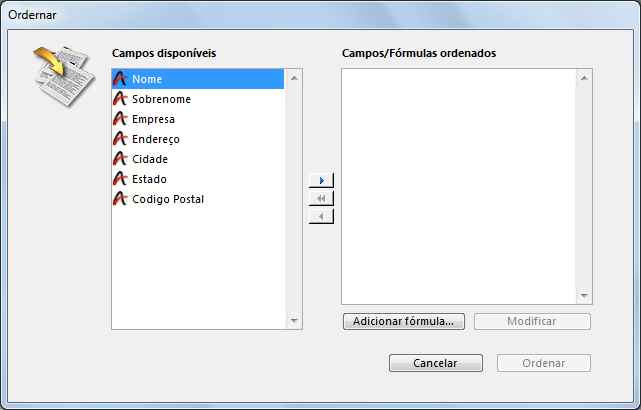 Ordernar
Campos disponíveis
Campos/Fórmulas ordenados
Nome
Sobrenome
Empresa
Endereço
Cidade
Estado
Codigo Postal
Adicionar fórmula...
Modificar
Cancelar
Ordenar